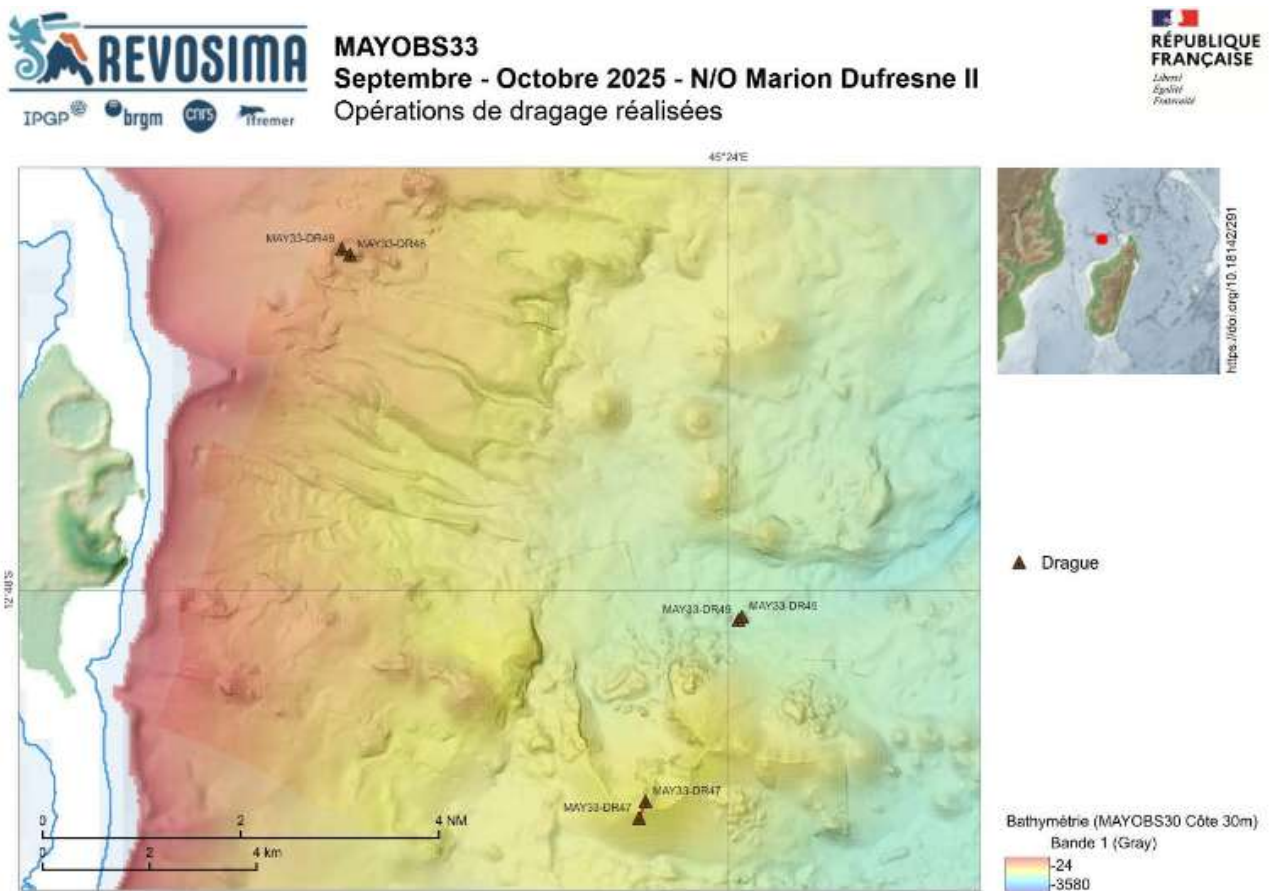 REVOSIMA
IPGP brgm cnrs Ifremer
MAYOBS33
Septembre - Octobre 2025 - N/O Marion Dufresne II
Opérations de dragage réalisées
RÉPUBLIQUE
FRANÇAISE
Liberté
Égalité
Fraternité
45°24'E
12°48'S
MAY33-DR48 MAY33-DR48
MAY33-DR49 MAY33-DR49
MAY33-DR47
MAY33-DR47
0 2 4 NM
0 2 4 km
https://doi.org/10.18142/291
Drague
Bathymétrie (MAYOBS30 Côte 30m)
Bande 1 (Gray)
-24
-3580